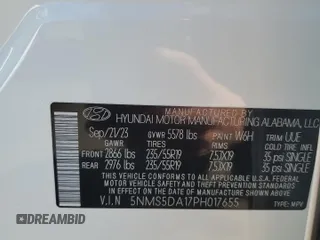 MANUFACTURED BY
HYUNDAI MOTOR MANUFACTURING ALABAMA, LLC
Sep/21/23 GVWR 5578 lbs PAINT W6H TRIM UUE
GAWR TIRES RIMS COLD TIRE INFL
FRONT 2866 lbs 235/55R19 7.5JX19 35 psi SINGLE
REAR 2976 lbs 235/55R19 7.5JX19 35 psi SINGLE
THIS VEHICLE CONFORMS TO ALL APPLICABLE U.S.A. FEDERAL
MOTOR VEHICLE SAFETY AND THEFT PREVENTION STANDARDS IN
EFFECT ON THE DATE OF MANUFACTURE SHOWN ABOVE.
V.I.N 5NMS5DA17PH017655 TYPE: MPV
DREAMBID